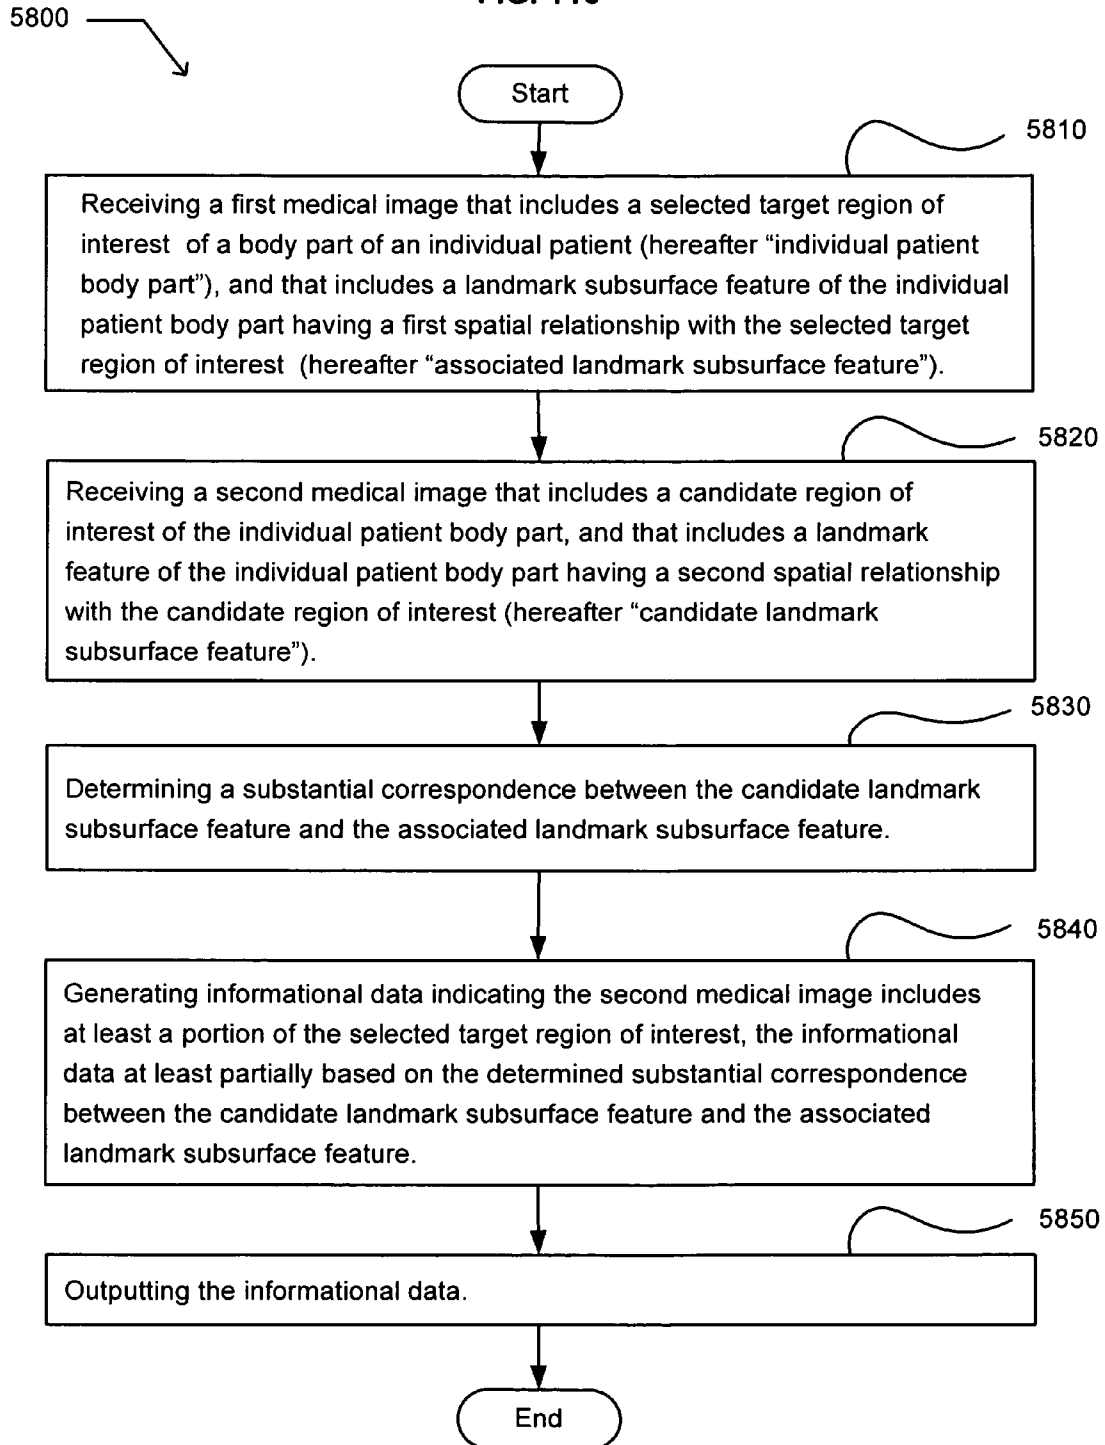 5800
Start
5810
Receiving a first medical image that includes a selected target region of
interest of a body part of an individual patient (hereafter “individual patient
body part”), and that includes a landmark subsurface feature of the individual
patient body part having a first spatial relationship with the selected target
region of interest (hereafter “associated landmark subsurface feature”).
5820
Receiving a second medical image that includes a candidate region of
interest of the individual patient body part, and that includes a landmark
feature of the individual patient body part having a second spatial relationship
with the candidate region of interest (hereafter “candidate landmark
subsurface feature”).
5830
Determining a substantial correspondence between the candidate landmark
subsurface feature and the associated landmark subsurface feature.
5840
Generating informational data indicating the second medical image includes
at least a portion of the selected target region of interest, the informational
data at least partially based on the determined substantial correspondence
between the candidate landmark subsurface feature and the associated
landmark subsurface feature.
5850
Outputting the informational data.
End